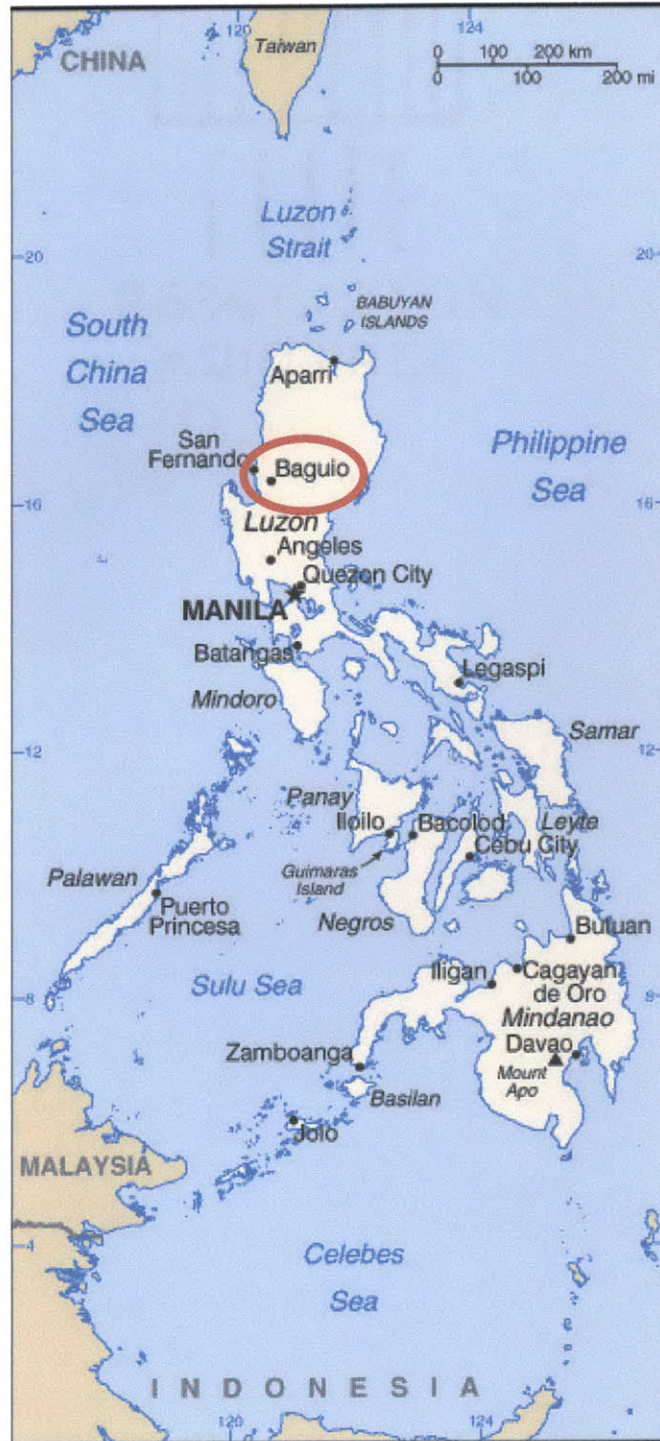 120
124
Taiwan
CHINA
0 100 200 km
0 100 200 mi
Luzon
Strait
20
20
BABUYAN
ISLANDS
South
China
Sea
Aparri
San
Fernando
Baguio
Philippine
Sea
16
16
Luzon
Angeles
Quezon City
MANILA
Batangas
Legaspi
Mindoro
Samar
12
12
Panay
Iloilo
Bacolod
Leyte
Cebu City
Guimaras
Island
Palawan
Puerto
Princesa
Negros
Butuan
Sulu Sea
Iligan
Cagayan
de Oro
8
8
Mindanao
Zamboanga
Davao
Mount
Apo
Basilan
Jolo
MALAYSIA
4
4
Celebes
Sea
INDONESIA
120
124